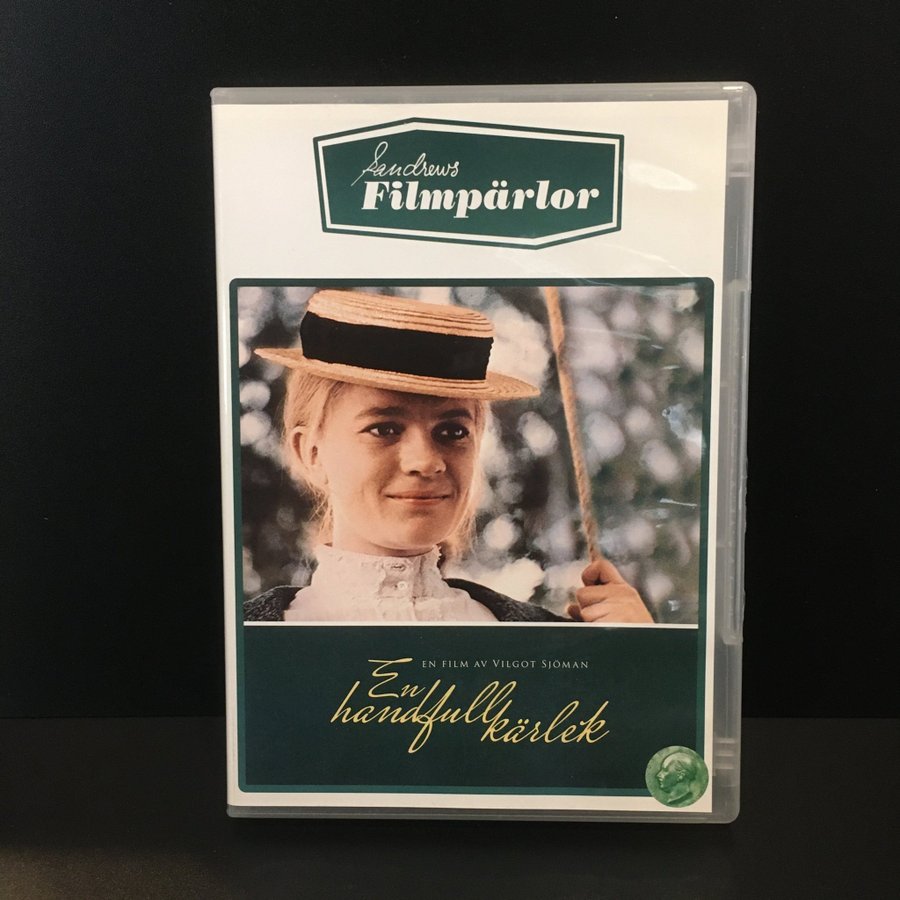 Sandrews
Filmpärlor
EN FILM AV VILGOT SJÖMAN
En
handfull
kärlek